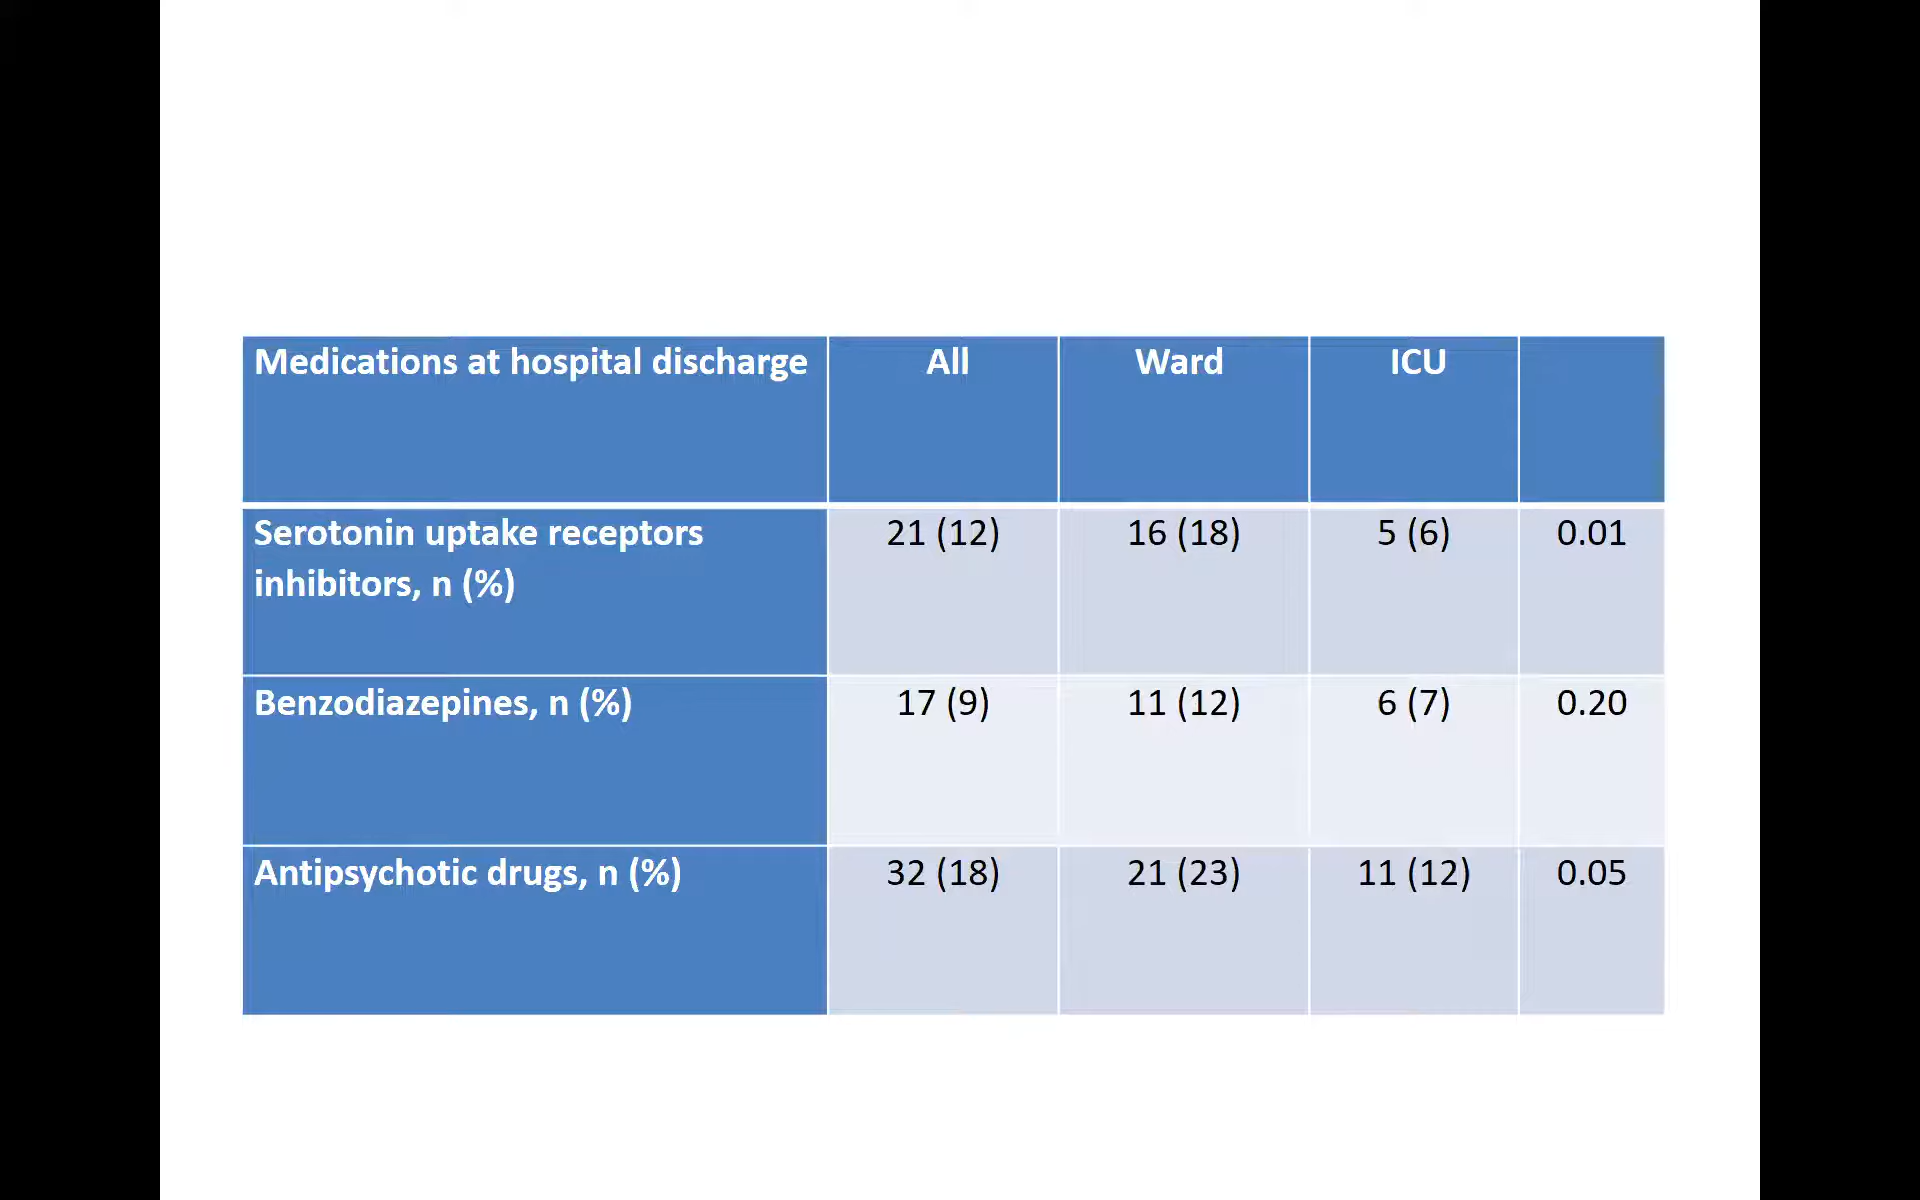 Medications at hospital discharge All Ward ICU
Serotonin uptake receptors 21 (12) 16 (18) 5 (6) 0.01
inhibitors, n (%)
Benzodiazepines, n (%) 17 (9) 11 (12) 6 (7) 0.20
Antipsychotic drugs, n (%) 32 (18) 21 (23) 11 (12) 0.05